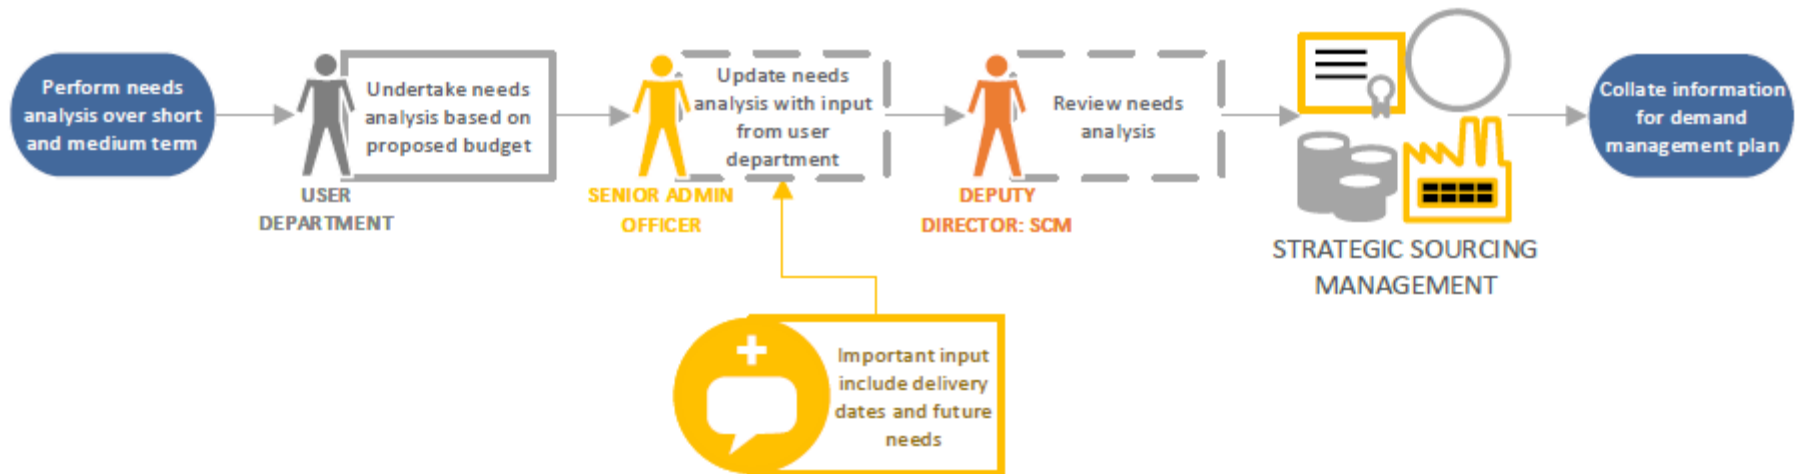 Perform needs
analysis over short
and medium term
Undertake needs
analysis based on
proposed budget
USER
DEPARTMENT
Update needs
analysis with input
from user
department
SENIOR ADMIN
OFFICER
Review needs
analysis
DEPUTY
DIRECTOR: SCM
STRATEGIC SOURCING
MANAGEMENT
Collate information
for demand
management plan
Important input
include delivery
dates and future
needs